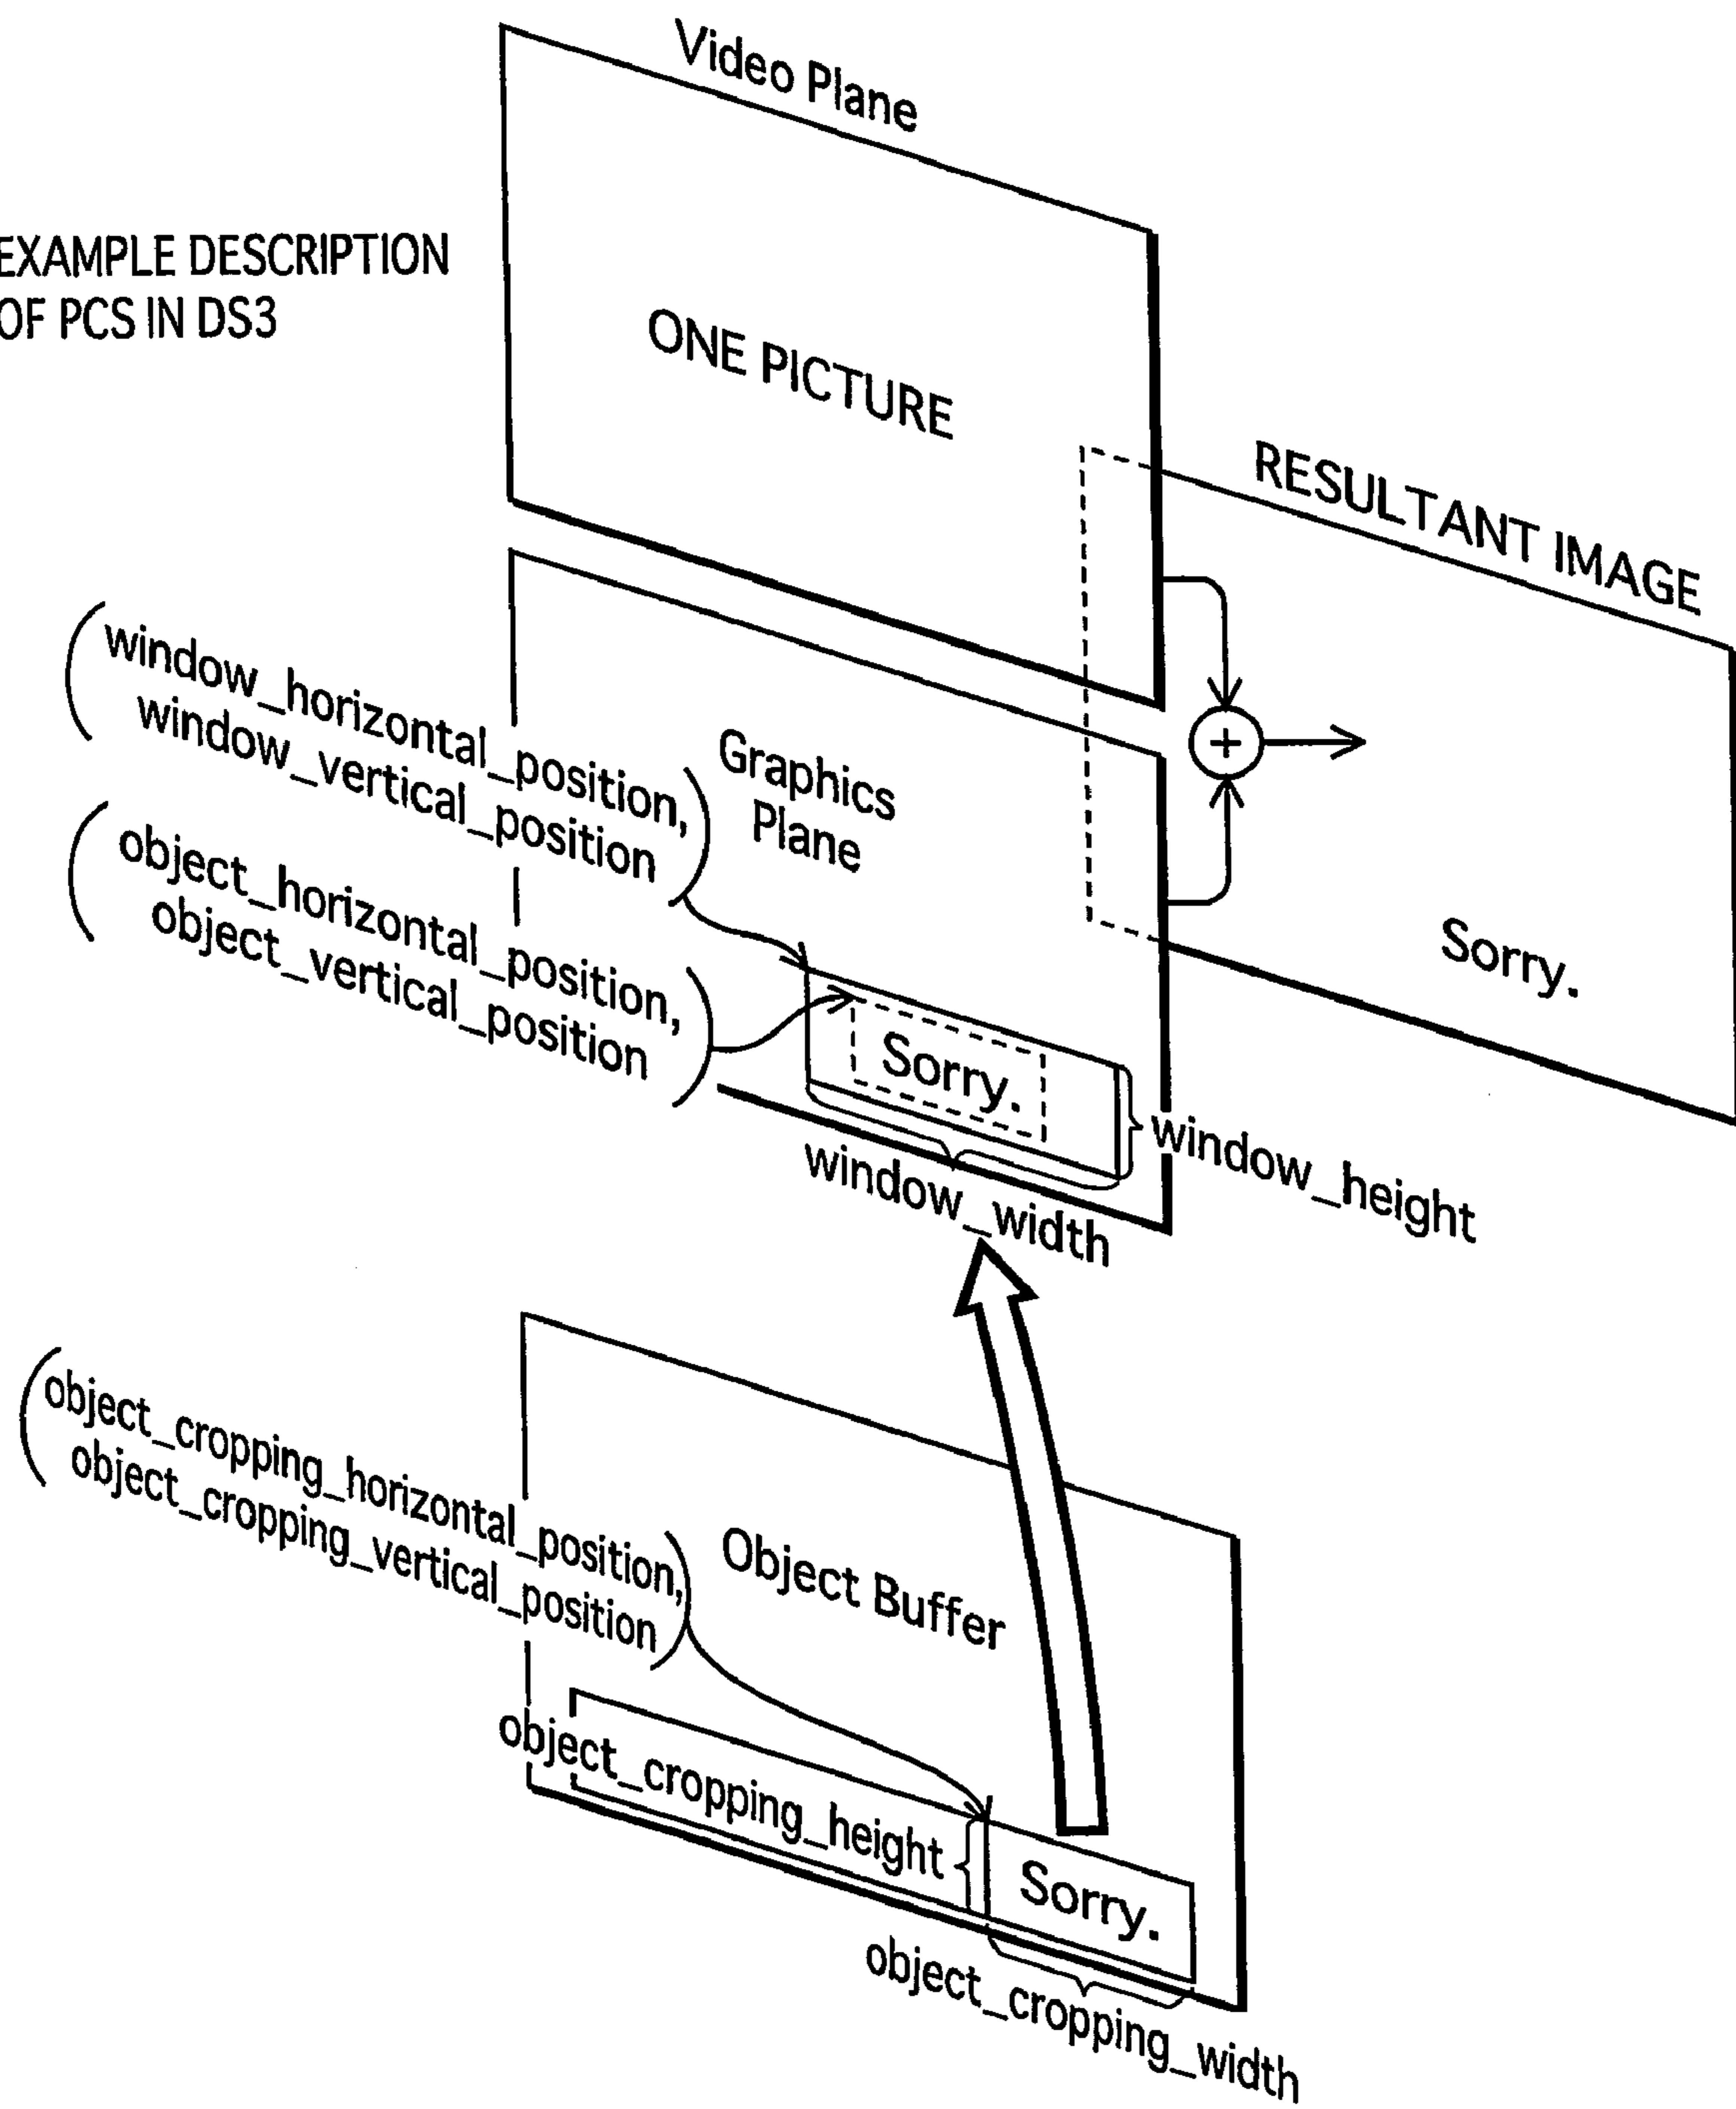 Video Plane
EXAMPLE DESCRIPTION
OF PCS IN DS3
ONE PICTURE
RESULTANT IMAGE
(window_horizontal_position,
window_vertical_position)
Graphics
Plane
(object_horizontal_position,
object_vertical_position)
+
Sorry.
Sorry.
window_height
window_width
(object_cropping_horizontal_position,
object_cropping_vertical_position)
Object Buffer
object_cropping_height
Sorry.
object_cropping_width